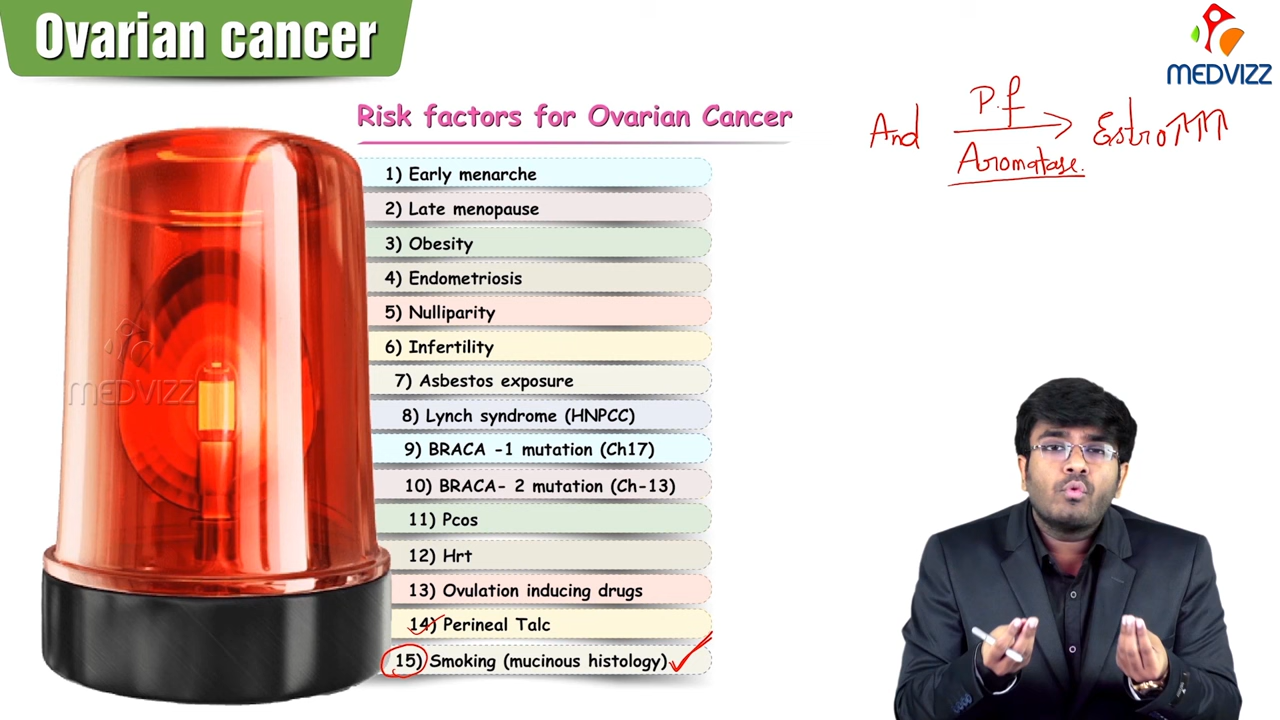 Ovarian cancer
MEDVIZZ
Risk factors for Ovarian Cancer
And P.f Aromatase. Estro↑↑↑
1) Early menarche
2) Late menopause
3) Obesity
4) Endometriosis
5) Nulliparity
6) Infertility
7) Asbestos exposure
MEDVIZZ
8) Lynch syndrome (HNPCC)
9) BRACA -1 mutation (Ch17)
10) BRACA- 2 mutation (Ch-13)
11) Pcos
12) Hrt
13) Ovulation inducing drugs
14) Perineal Talc
15) Smoking (mucinous histology)